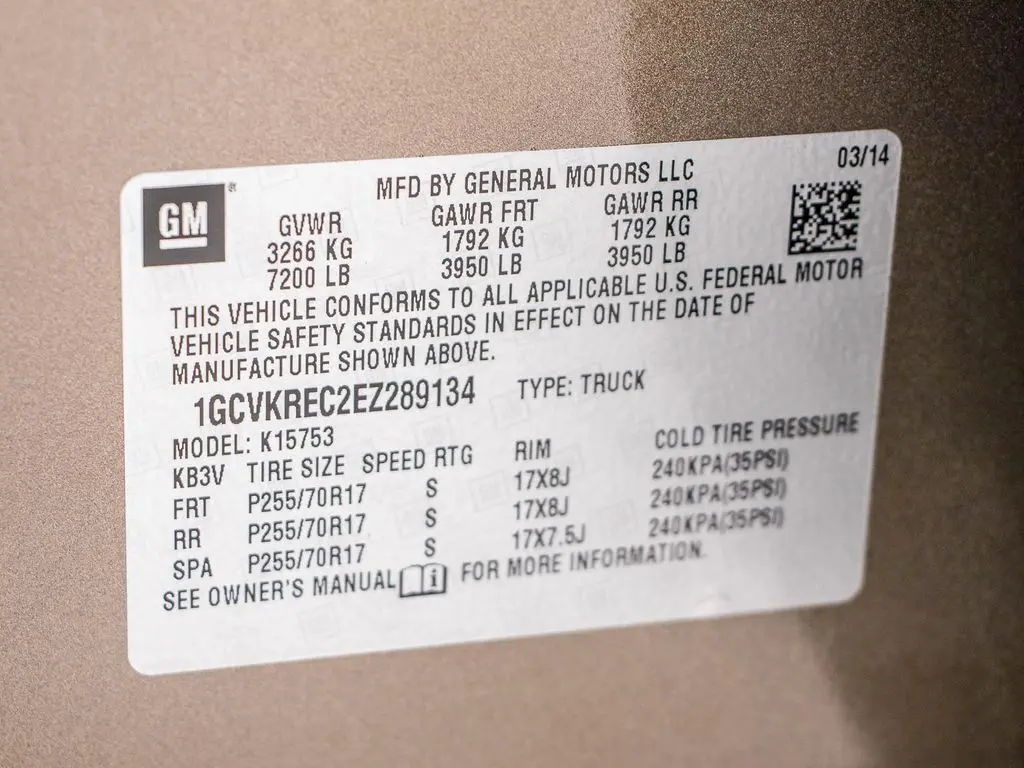 03/14
GM ®
MFD BY GENERAL MOTORS LLC
GVWR GAWR FRT GAWR RR
3266 KG 1792 KG 1792 KG
7200 LB 3950 LB 3950 LB
THIS VEHICLE CONFORMS TO ALL APPLICABLE U.S. FEDERAL MOTOR
VEHICLE SAFETY STANDARDS IN EFFECT ON THE DATE OF
MANUFACTURE SHOWN ABOVE.
1GCVKREC2EZ289134 TYPE: TRUCK
MODEL: K15753
KB3V TIRE SIZE SPEED RTG RIM COLD TIRE PRESSURE
FRT P255/70R17 S 17X8J 240KPA(35PSI)
RR P255/70R17 S 17X8J 240KPA(35PSI)
SPA P255/70R17 S 17X7.5J 240KPA(35PSI)
SEE OWNER'S MANUAL FOR MORE INFORMATION.